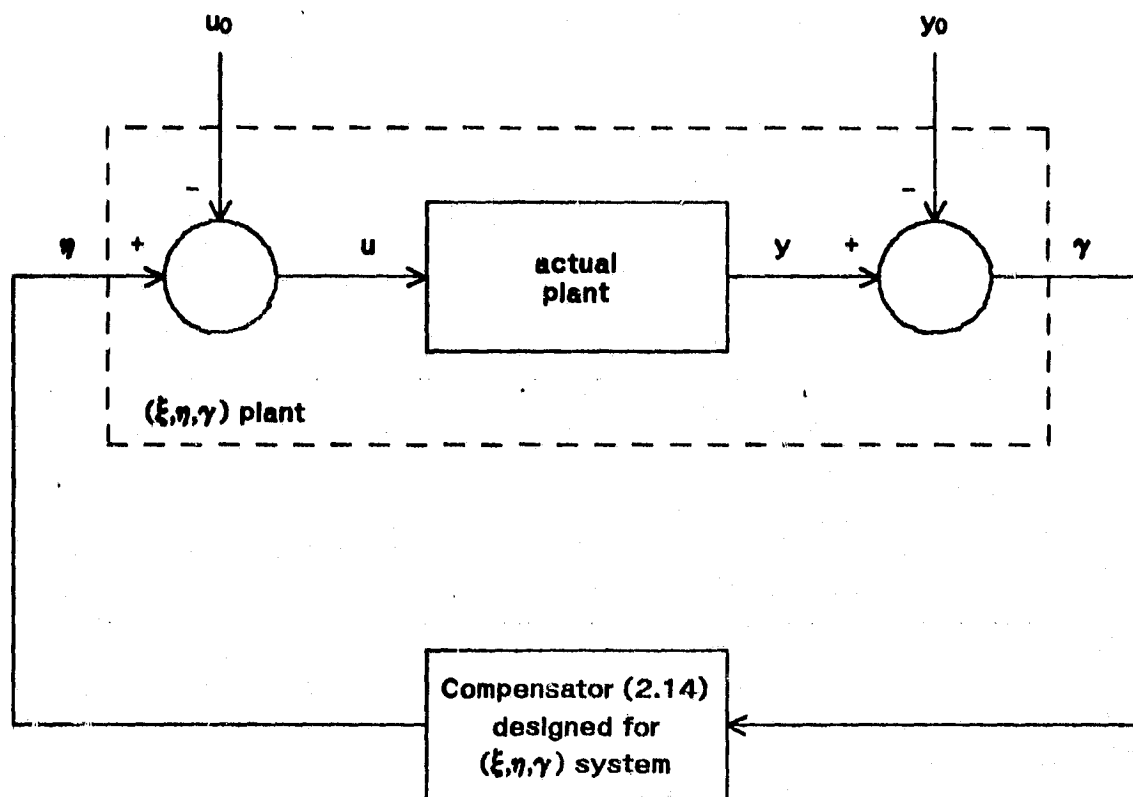 u₀
y₀
-
-
η
+
u
actual
plant
y
+
γ
(ξ,η,γ) plant
Compensator (2.14)
designed for
(ξ,η,γ) system